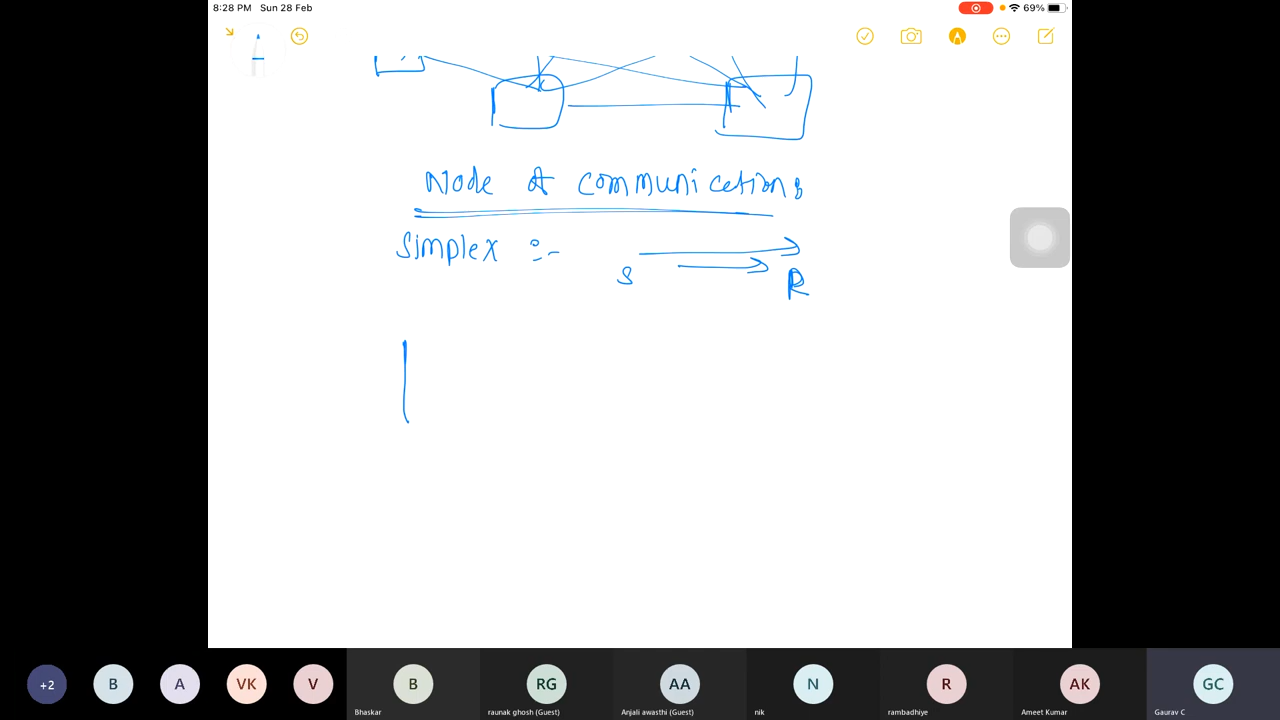 8:28 PM Sun 28 Feb
69%
Node of communications
Simplex :-
S
R
+2 B A VK V B RG AA nik R AK GC
Bhaskar raunak ghosh (Guest) Anjali awasthi (Guest) nik rambadhiye Ameet Kumar Gaurav C